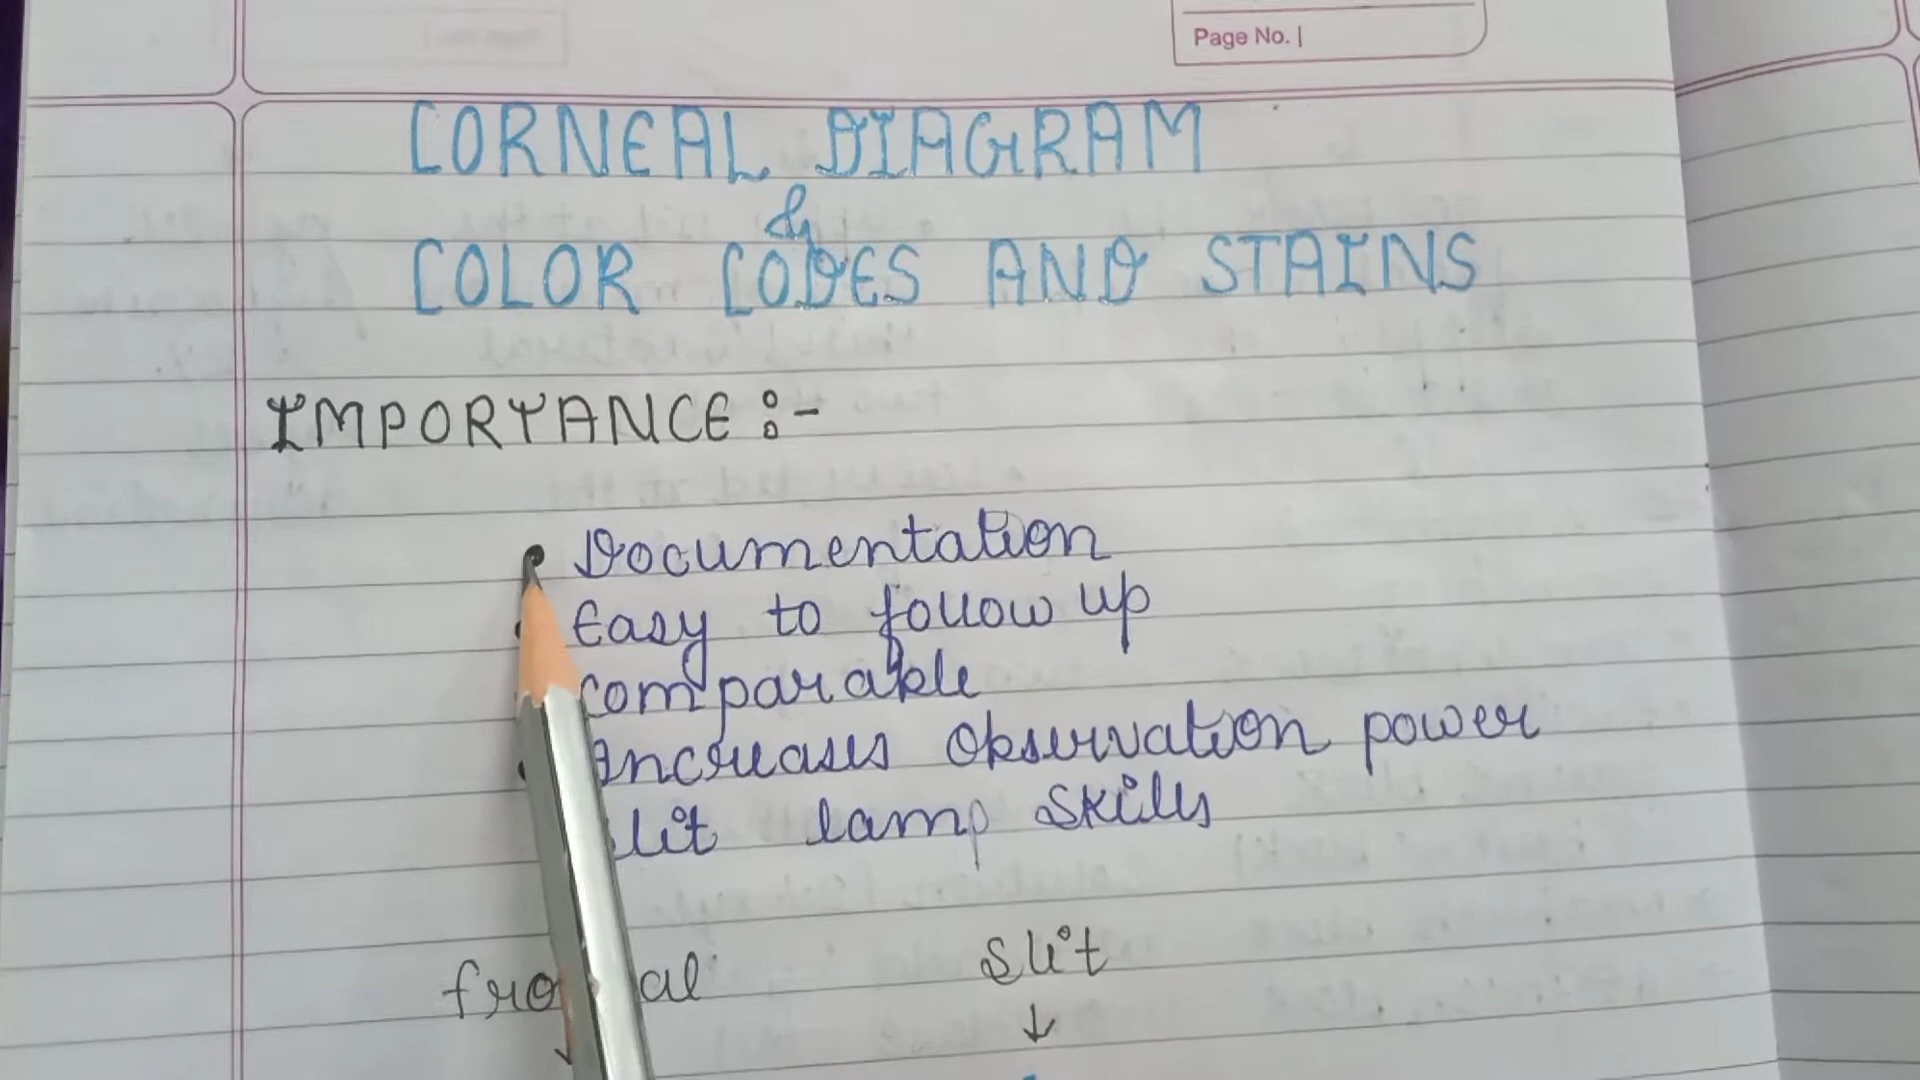 Page No.
CORNEAL DIAGRAM
&
COLOR CODES AND STAINS
IMPORTANCE :-
• Documentation
• Easy to follow up
comparable
• Increases Observation power
slit lamp skills
Slit
↓